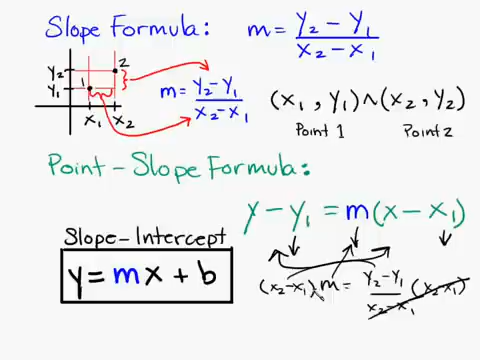 Slope Formula: m = (Y₂ − Y₁)/(X₂ − X₁)
Y₂
Y₁
1
2
X₁ X₂
m = (Y₂ − Y₁)/(X₂ − X₁)
(X₁, Y₁) ∧ (X₂, Y₂)
Point 1 Point 2
Point - Slope Formula:
y − Y₁ = m(x − X₁)
Slope-Intercept
y = mx + b
(X₂−X₁) m = (Y₂−Y₁)/(X₂−X₁) (X₂−X₁)